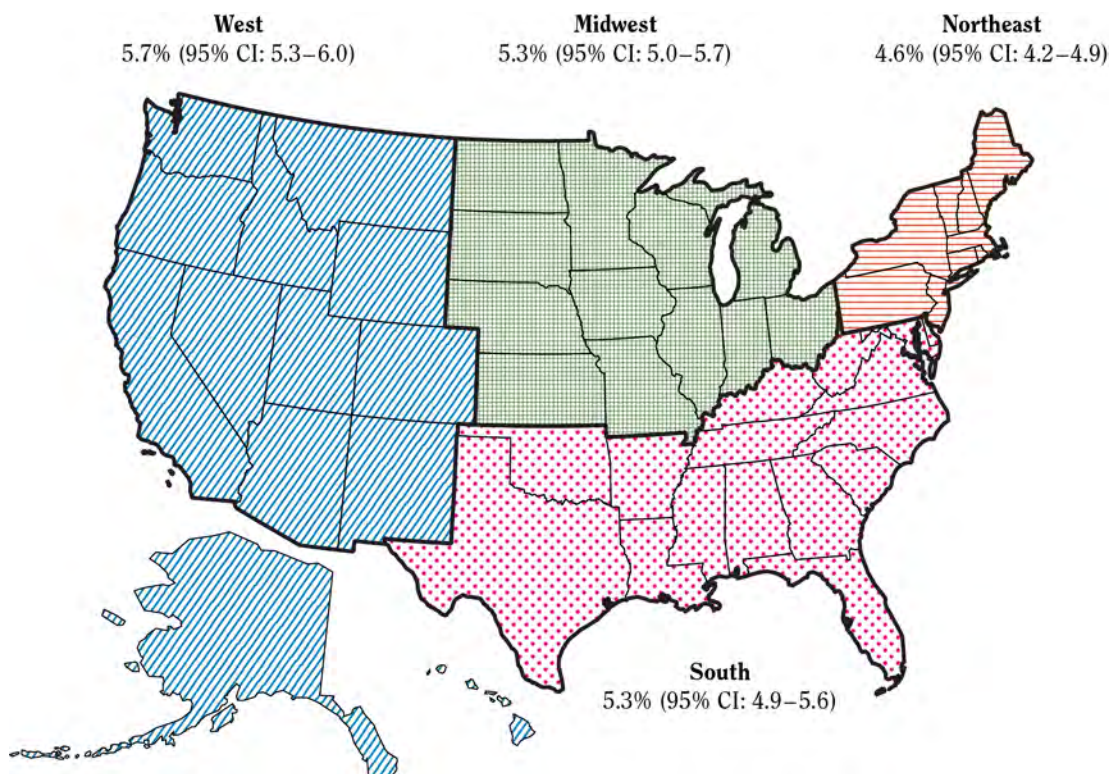 West
5.7% (95% CI: 5.3–6.0)
Midwest
5.3% (95% CI: 5.0–5.7)
Northeast
4.6% (95% CI: 4.2–4.9)
South
5.3% (95% CI: 4.9–5.6)